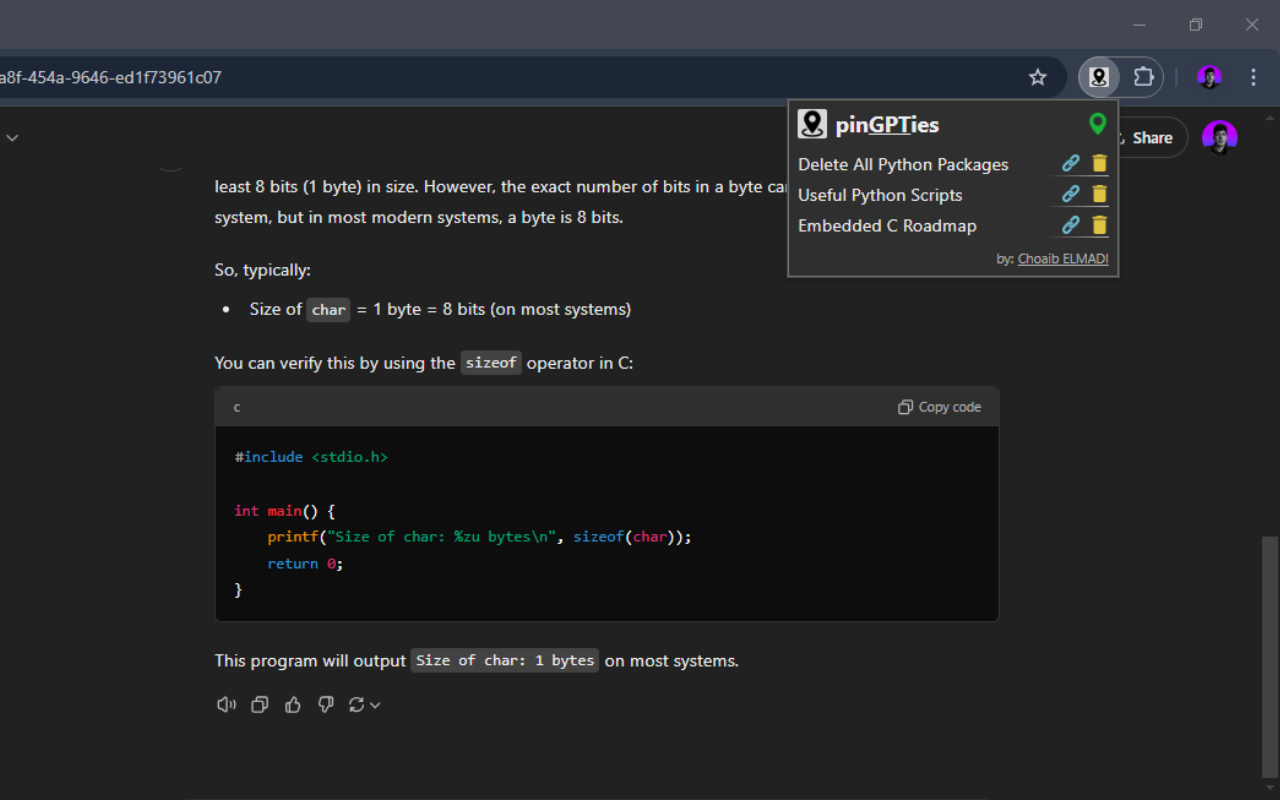 a8f-454a-9646-ed1f73961c07
pinGPTies
Share
Delete All Python Packages
Useful Python Scripts
Embedded C Roadmap
by: Choaib ELMADI
least 8 bits (1 byte) in size. However, the exact number of bits in a byte
system, but in most modern systems, a byte is 8 bits.
So, typically:
• Size of char = 1 byte = 8 bits (on most systems)
You can verify this by using the sizeof operator in C:
c
Copy code
#include <stdio.h>
int main() {
printf("Size of char: %zu bytes\n", sizeof(char));
return 0;
}
This program will output Size of char: 1 bytes on most systems.